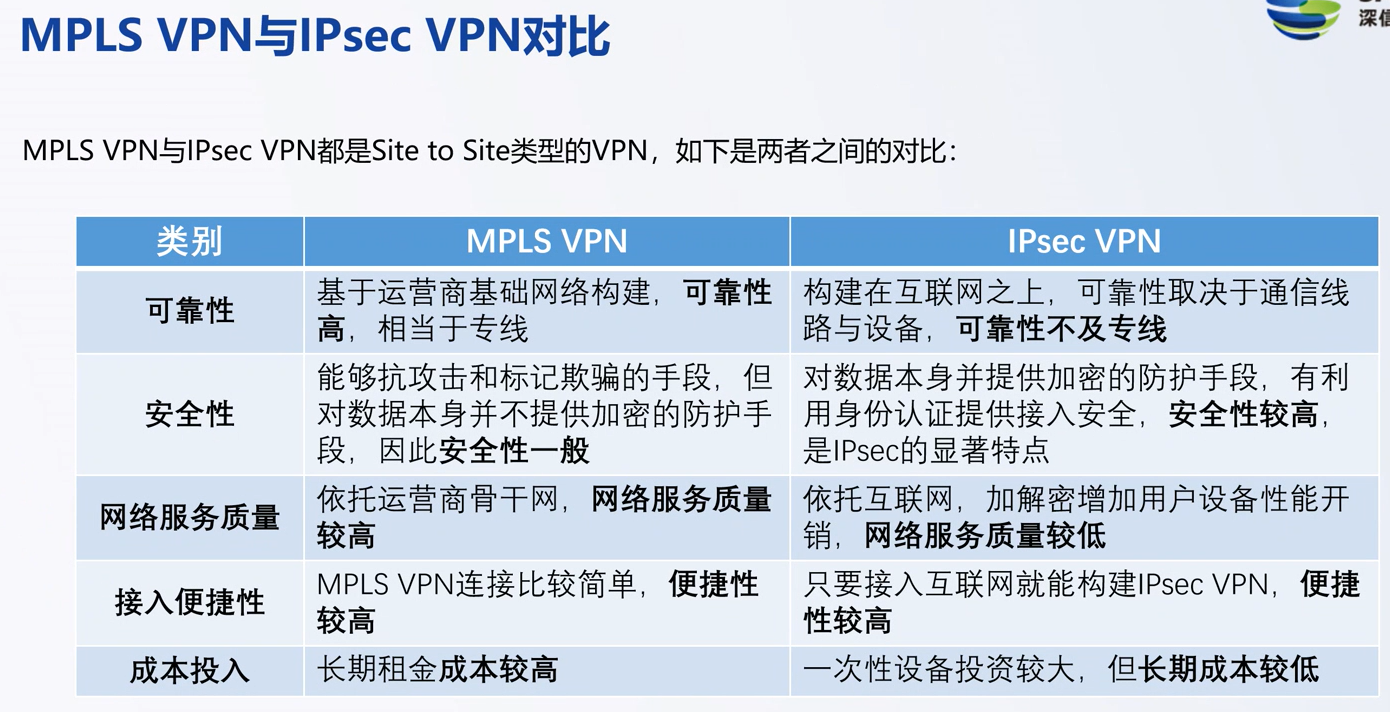 MPLS VPN与IPsec VPN对比
深信
MPLS VPN与IPsec VPN都是Site to Site类型的VPN，如下是两者之间的对比：
类别
MPLS VPN
IPsec VPN
可靠性
基于运营商基础网络构建，可靠性
高，相当于专线
构建在互联网之上，可靠性取决于通信线
路与设备，可靠性不及专线
安全性
能够抗攻击和标记欺骗的手段，但
对数据本身并不提供加密的防护手
段，因此安全性一般
对数据本身并提供加密的防护手段，有利
用身份认证提供接入安全，安全性较高，
是IPsec的显著特点
网络服务质量
依托运营商骨干网，网络服务质量
较高
依托互联网，加解密增加用户设备性能开
销，网络服务质量较低
接入便捷性
MPLS VPN连接比较简单，便捷性
较高
只要接入互联网就能构建IPsec VPN，便捷
性较高
成本投入
长期租金成本较高
一次性设备投资较大，但长期成本较低